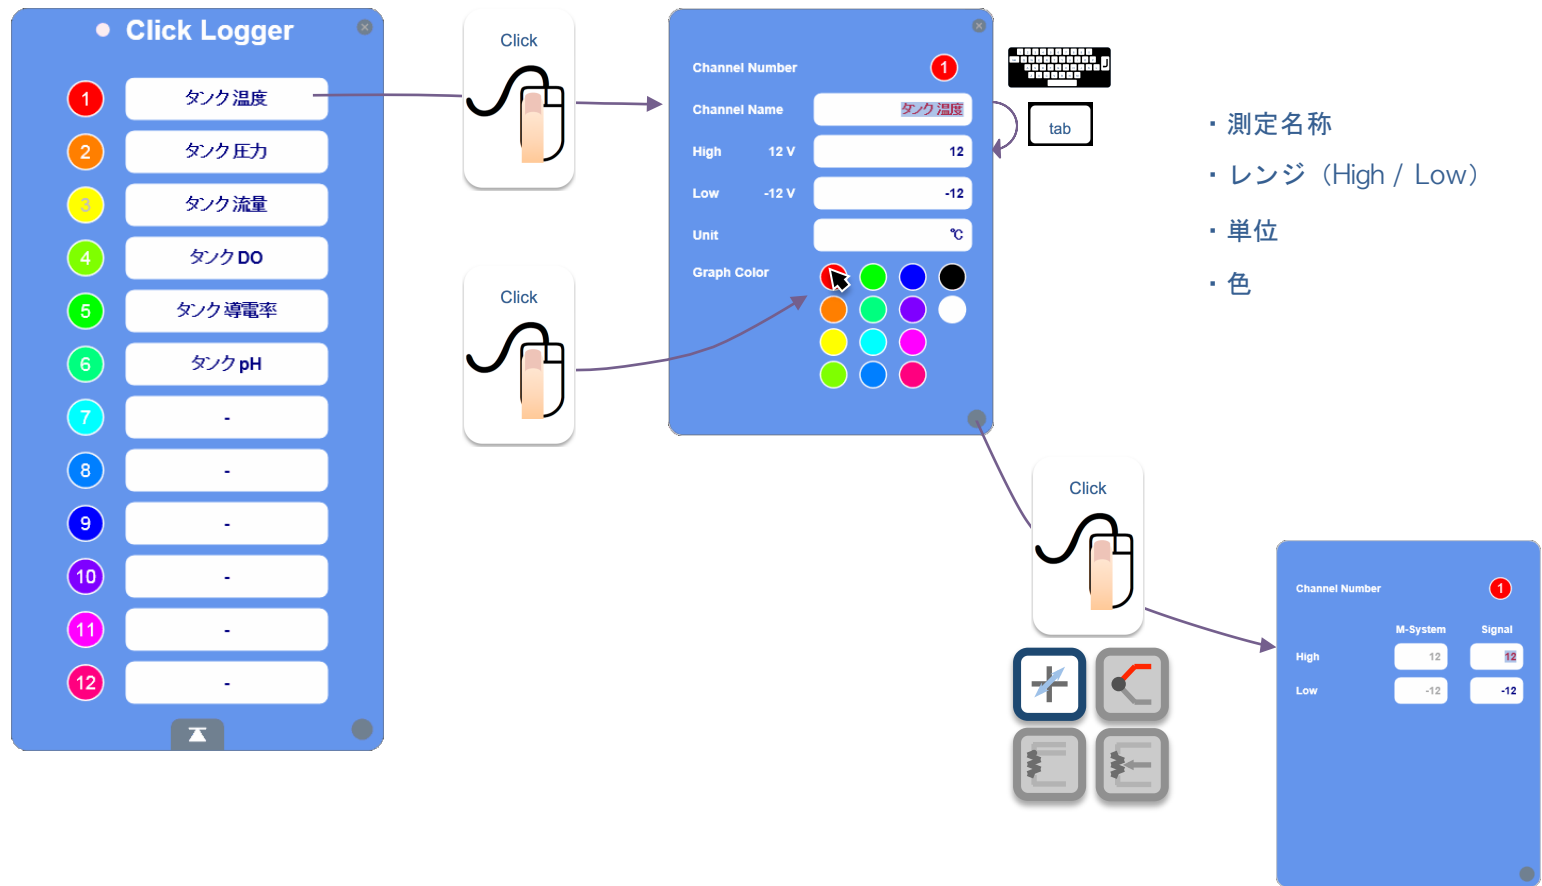 Click Logger
1 タンク温度
2 タンク圧力
3 タンク流量
4 タンク DO
5 タンク導電率
6 タンク pH
7 -
8 -
9 -
10 -
11 -
12 -
Click
Click
Channel Number 1
Channel Name タンク温度
High 12 V 12
Low -12 V -12
Unit ℃
Graph Color
tab
・測定名称
・レンジ（High / Low）
・単位
・色
Click
Channel Number 1
M-System Signal
High 12 12
Low -12 -12